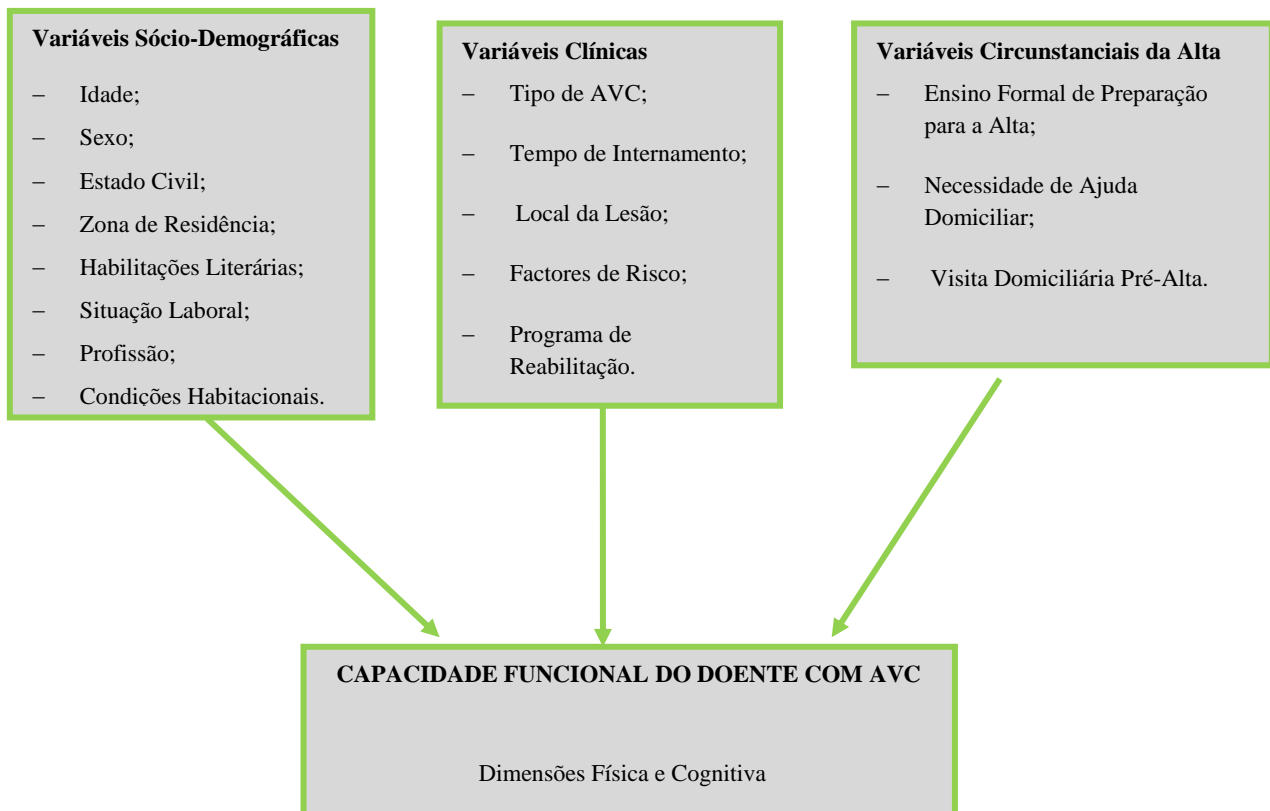 Variáveis Sócio-Demográficas
– Idade;
– Sexo;
– Estado Civil;
– Zona de Residência;
– Habilitações Literárias;
– Situação Laboral;
– Profissão;
– Condições Habitacionais.
Variáveis Clínicas
– Tipo de AVC;
– Tempo de Internamento;
– Local da Lesão;
– Factores de Risco;
– Programa de
Reabilitação.
Variáveis Circunstanciais da Alta
– Ensino Formal de Preparação
para a Alta;
– Necessidade de Ajuda
Domiciliar;
– Visita Domiciliária Pré-Alta.
CAPACIDADE FUNCIONAL DO DOENTE COM AVC
Dimensões Física e Cognitiva